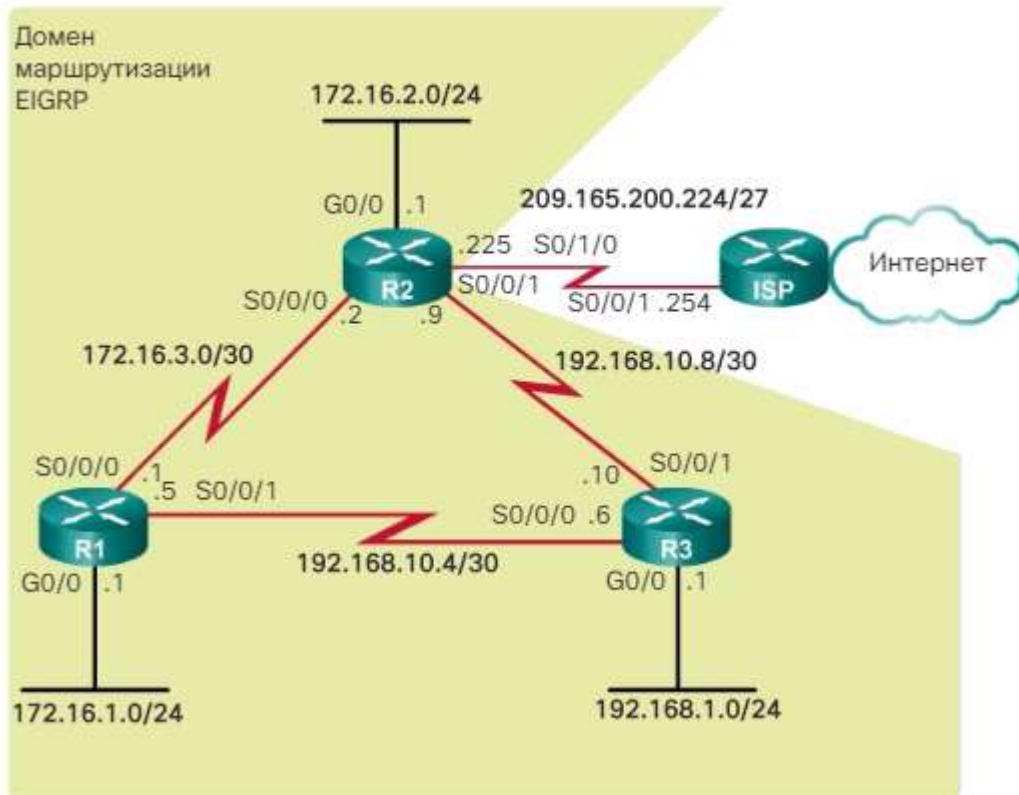 Домен
маршрутизации
EIGRP
172.16.2.0/24
G0/0 .1
209.165.200.224/27
.225 S0/1/0
Интернет
S0/0/0
R2
S0/0/1
S0/0/1 .254
ISP
.2 .9
172.16.3.0/30
192.168.10.8/30
S0/0/0 .1
.5 S0/0/1
.10 S0/0/1
S0/0/0 .6
R1
R3
192.168.10.4/30
G0/0 .1
G0/0 .1
172.16.1.0/24
192.168.1.0/24